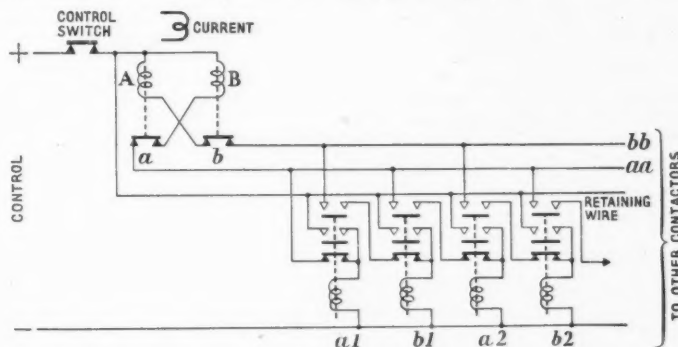 CONTROL
SWITCH
CURRENT
+
A
B
a
b
bb
aa
CONTROL
RETAINING
WIRE
TO OTHER CONTACTORS
−
a1
b1
a2
b2